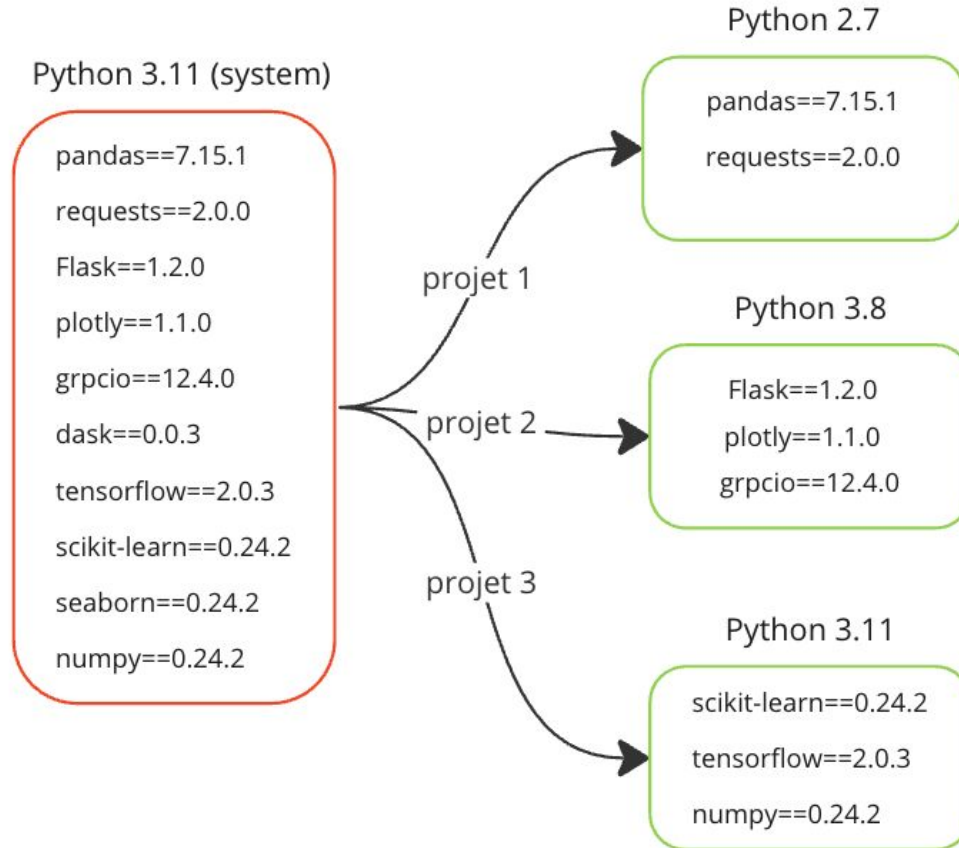 Python 3.11 (system)
pandas==7.15.1
requests==2.0.0
Flask==1.2.0
plotly==1.1.0
grpcio==12.4.0
dask==0.0.3
tensorflow==2.0.3
scikit-learn==0.24.2
seaborn==0.24.2
numpy==0.24.2
projet 1
projet 2
projet 3
Python 2.7
pandas==7.15.1
requests==2.0.0
Python 3.8
Flask==1.2.0
plotly==1.1.0
grpcio==12.4.0
Python 3.11
scikit-learn==0.24.2
tensorflow==2.0.3
numpy==0.24.2